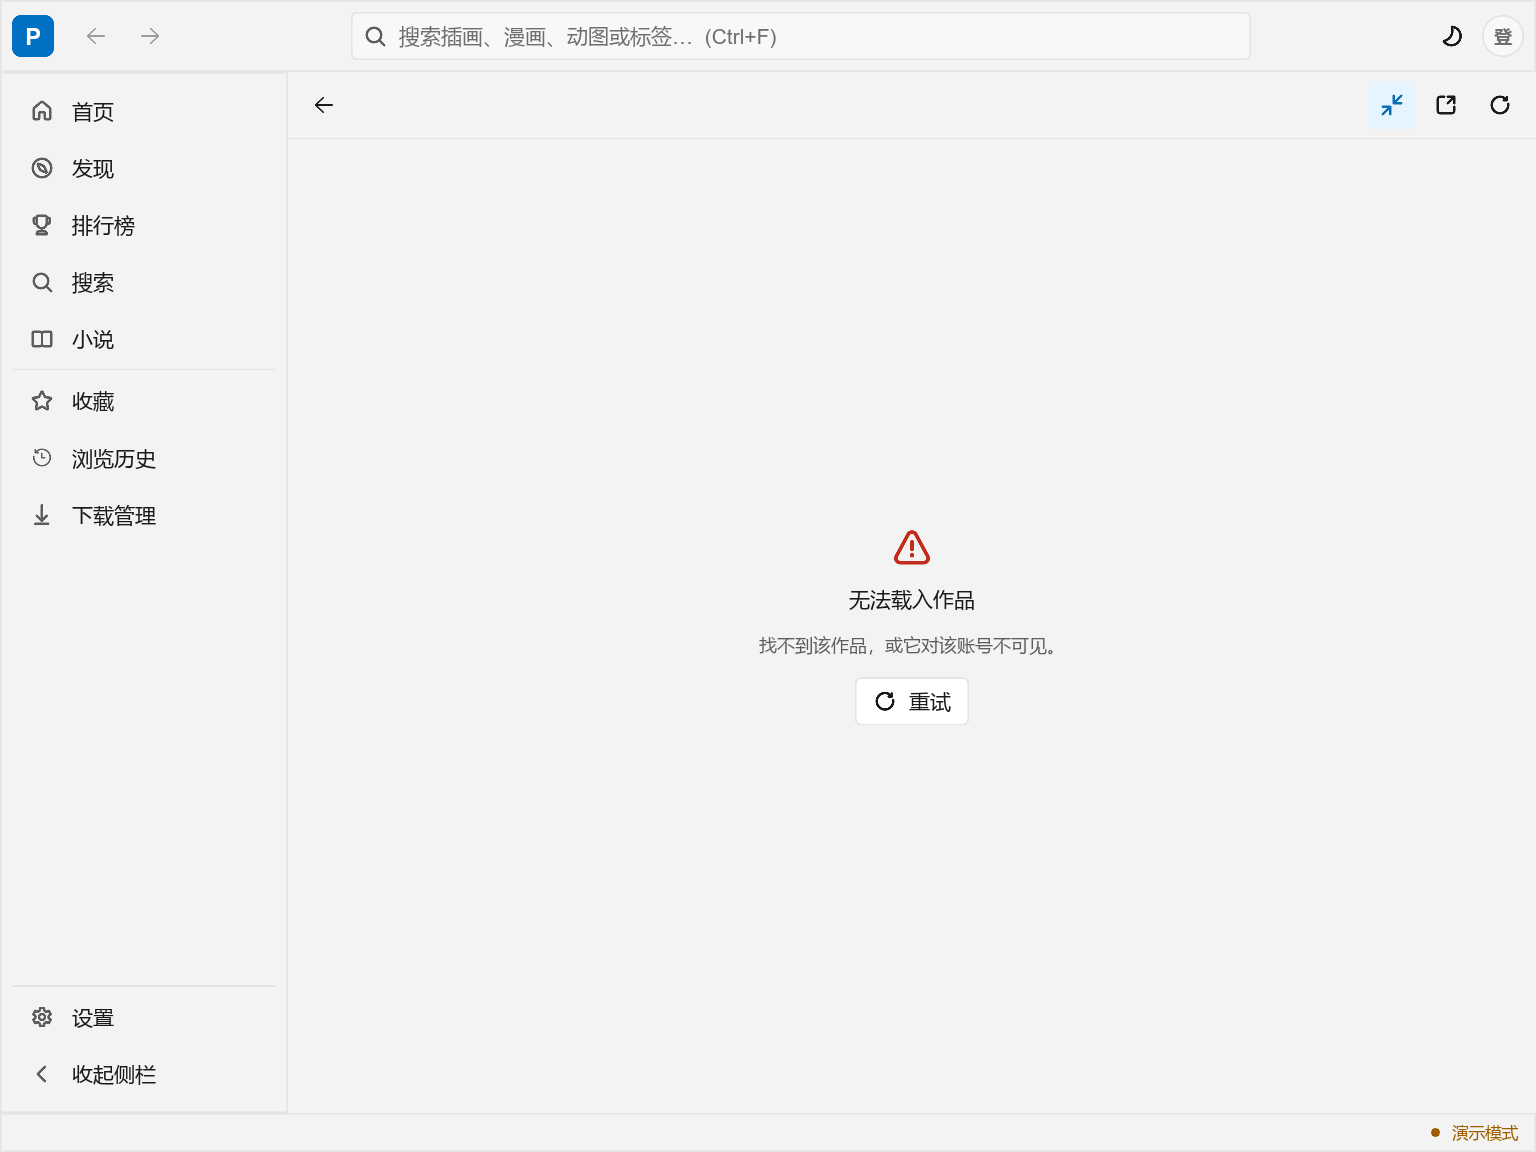 P
搜索插画、漫画、动图或标签… (Ctrl+F)
登
首页
发现
排行榜
搜索
小说
收藏
浏览历史
下载管理
无法载入作品
找不到该作品，或它对该账号不可见。
重试
设置
收起侧栏
演示模式